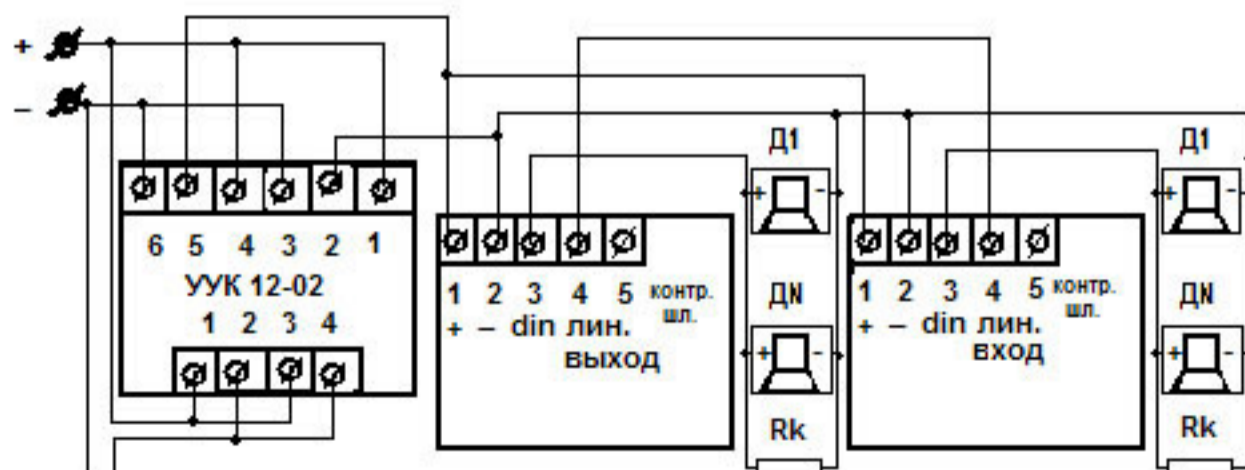 +
–
6 5 4 3 2 1
УУК 12-02
1 2 3 4
1 2 3 4 5 контр.
шл.
+ – din лин.
выход
Д1
+ -
ДN
+ -
Rk
1 2 3 4 5 контр.
шл.
+ – din лин.
вход
Д1
+ -
ДN
+ -
Rk